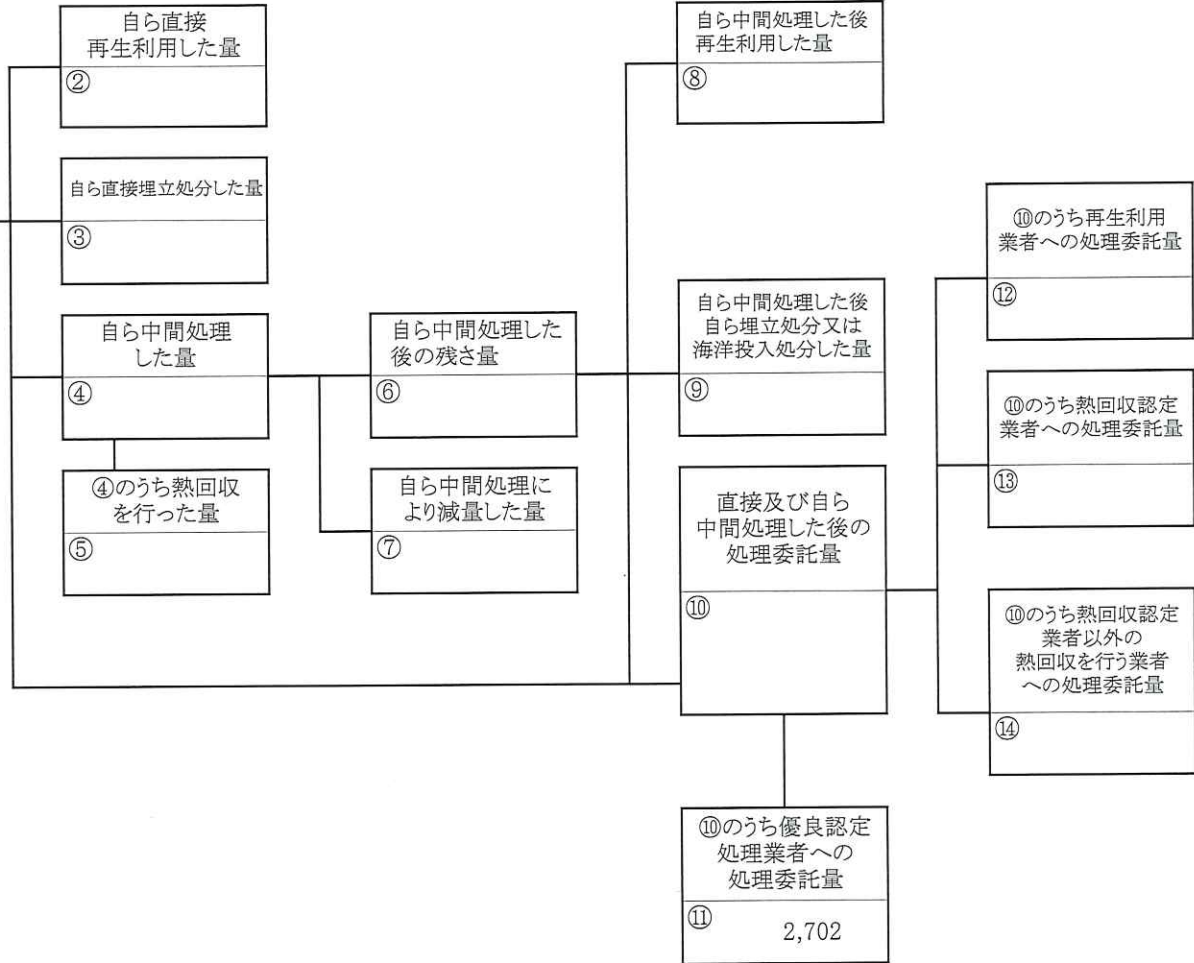 自ら直接
再生利用した量
②
自ら直接埋立処分した量
③
自ら中間処理
した量
④
④のうち熱回収
を行った量
⑤
自ら中間処理した
後の残さ量
⑥
自ら中間処理に
より減量した量
⑦
自ら中間処理した後
再生利用した量
⑧
自ら中間処理した後
自ら埋立処分又は
海洋投入処分した量
⑨
直接及び自ら
中間処理した後の
処理委託量
⑩
⑩のうち優良認定
処理業者への
処理委託量
⑪ 2,702
⑩のうち再生利用
業者への処理委託量
⑫
⑩のうち熱回収認定
業者への処理委託量
⑬
⑩のうち熱回収認定
業者以外の
熱回収を行う業者
への処理委託量
⑭